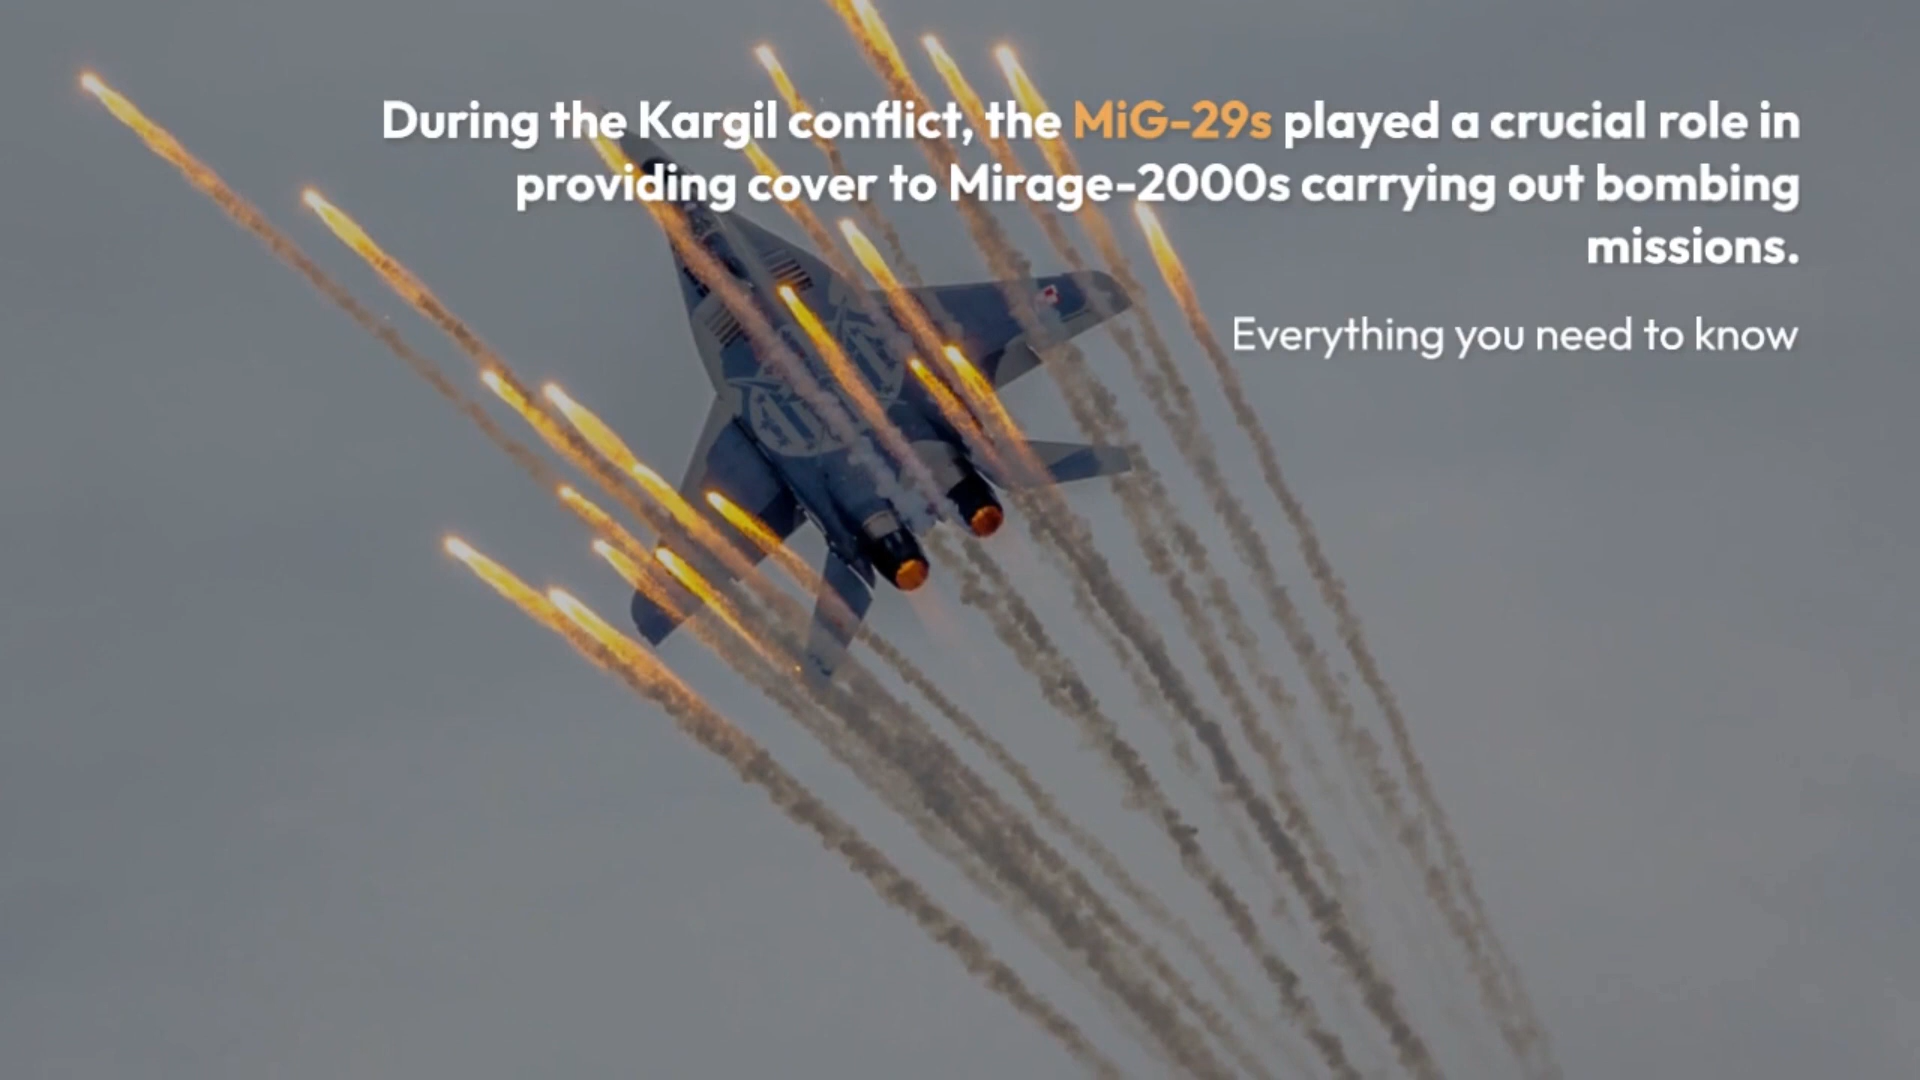 During the Kargil conflict, the MiG-29s played a crucial role in
providing cover to Mirage-2000s carrying out bombing
missions.
Everything you need to know